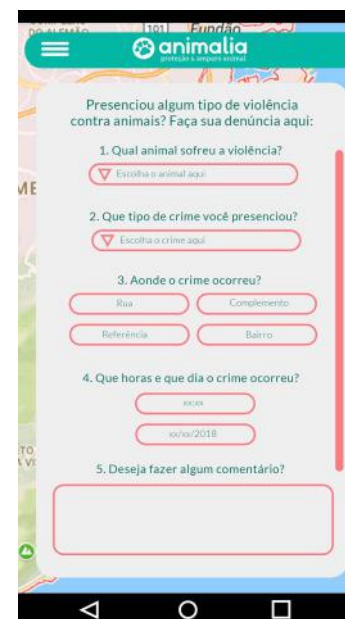 DO ALEMÃO
101
Fundão
animalia
proteção & amparo animal
Presenciou algum tipo de violência
contra animais? Faça sua denúncia aqui:
1. Qual animal sofreu a violência?
Escolha o animal aqui
2. Que tipo de crime você presenciou?
Escolha o crime aqui
3. Aonde o crime ocorreu?
Rua
Complemento
Referência
Bairro
4. Que horas e que dia o crime ocorreu?
xx:xx
xx/xx/2018
5. Deseja fazer algum comentário?